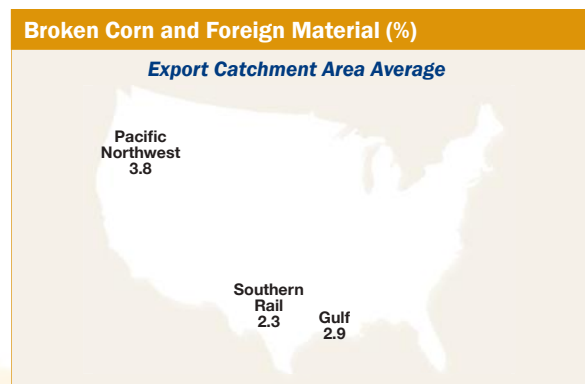 Broken Corn and Foreign Material (%)
Export Catchment Area Average
Pacific
Northwest
3.8
Southern
Rail
2.3
Gulf
2.9